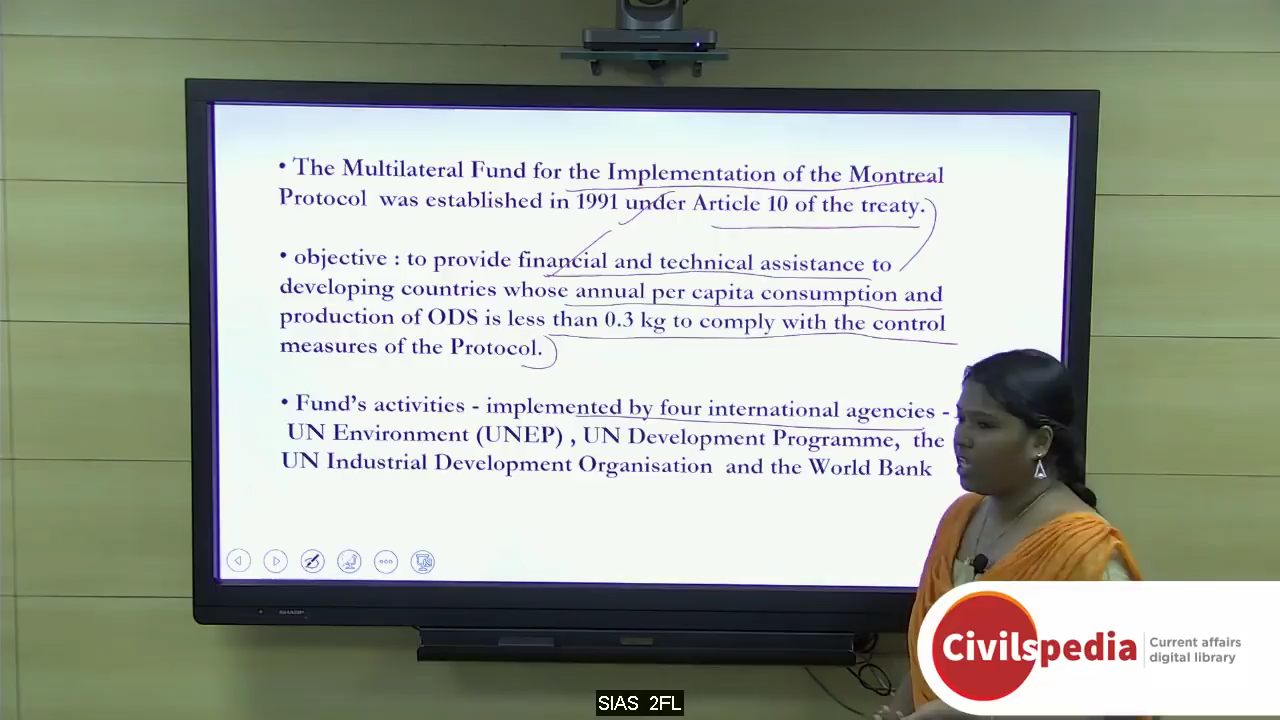 • The Multilateral Fund for the Implementation of the Montreal
Protocol was established in 1991 under Article 10 of the treaty.
• objective : to provide financial and technical assistance to
developing countries whose annual per capita consumption and
production of ODS is less than 0.3 kg to comply with the control
measures of the Protocol.
• Fund's activities - implemented by four international agencies -
UN Environment (UNEP) , UN Development Programme, the
UN Industrial Development Organisation and the World Bank
SHARP
Civilspedia
Current affairs
digital library
SIAS 2FL